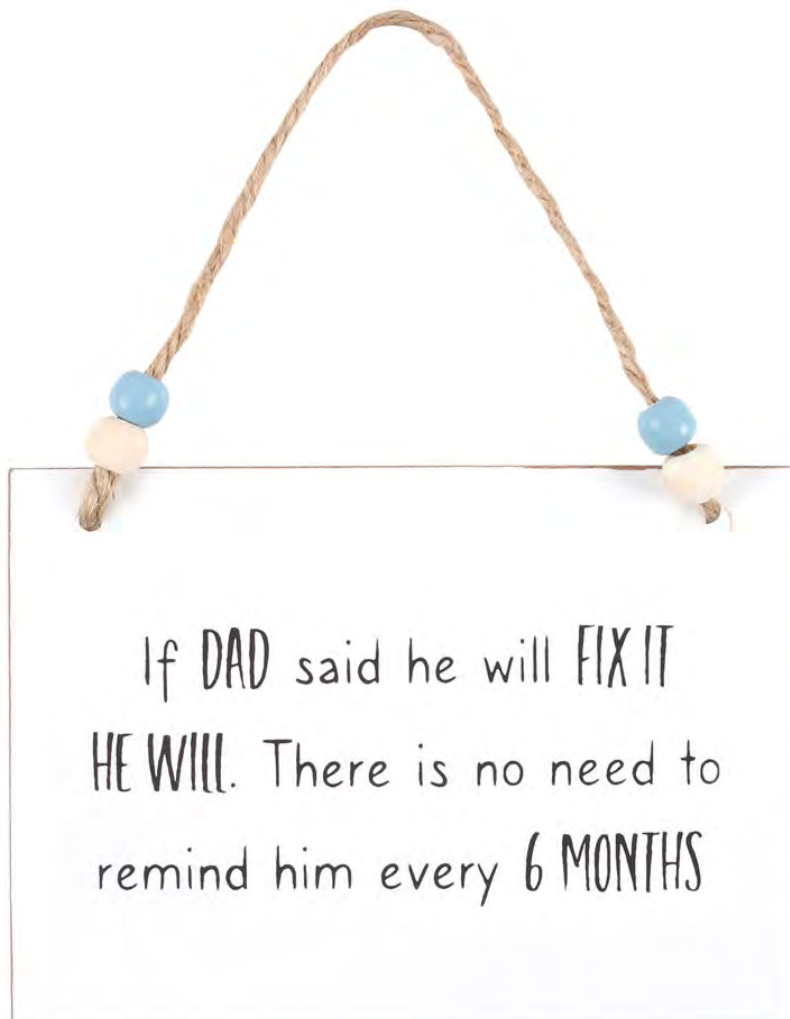 If DAD said he will FIX IT
HE WILL. There is no need to
remind him every 6 MONTHS